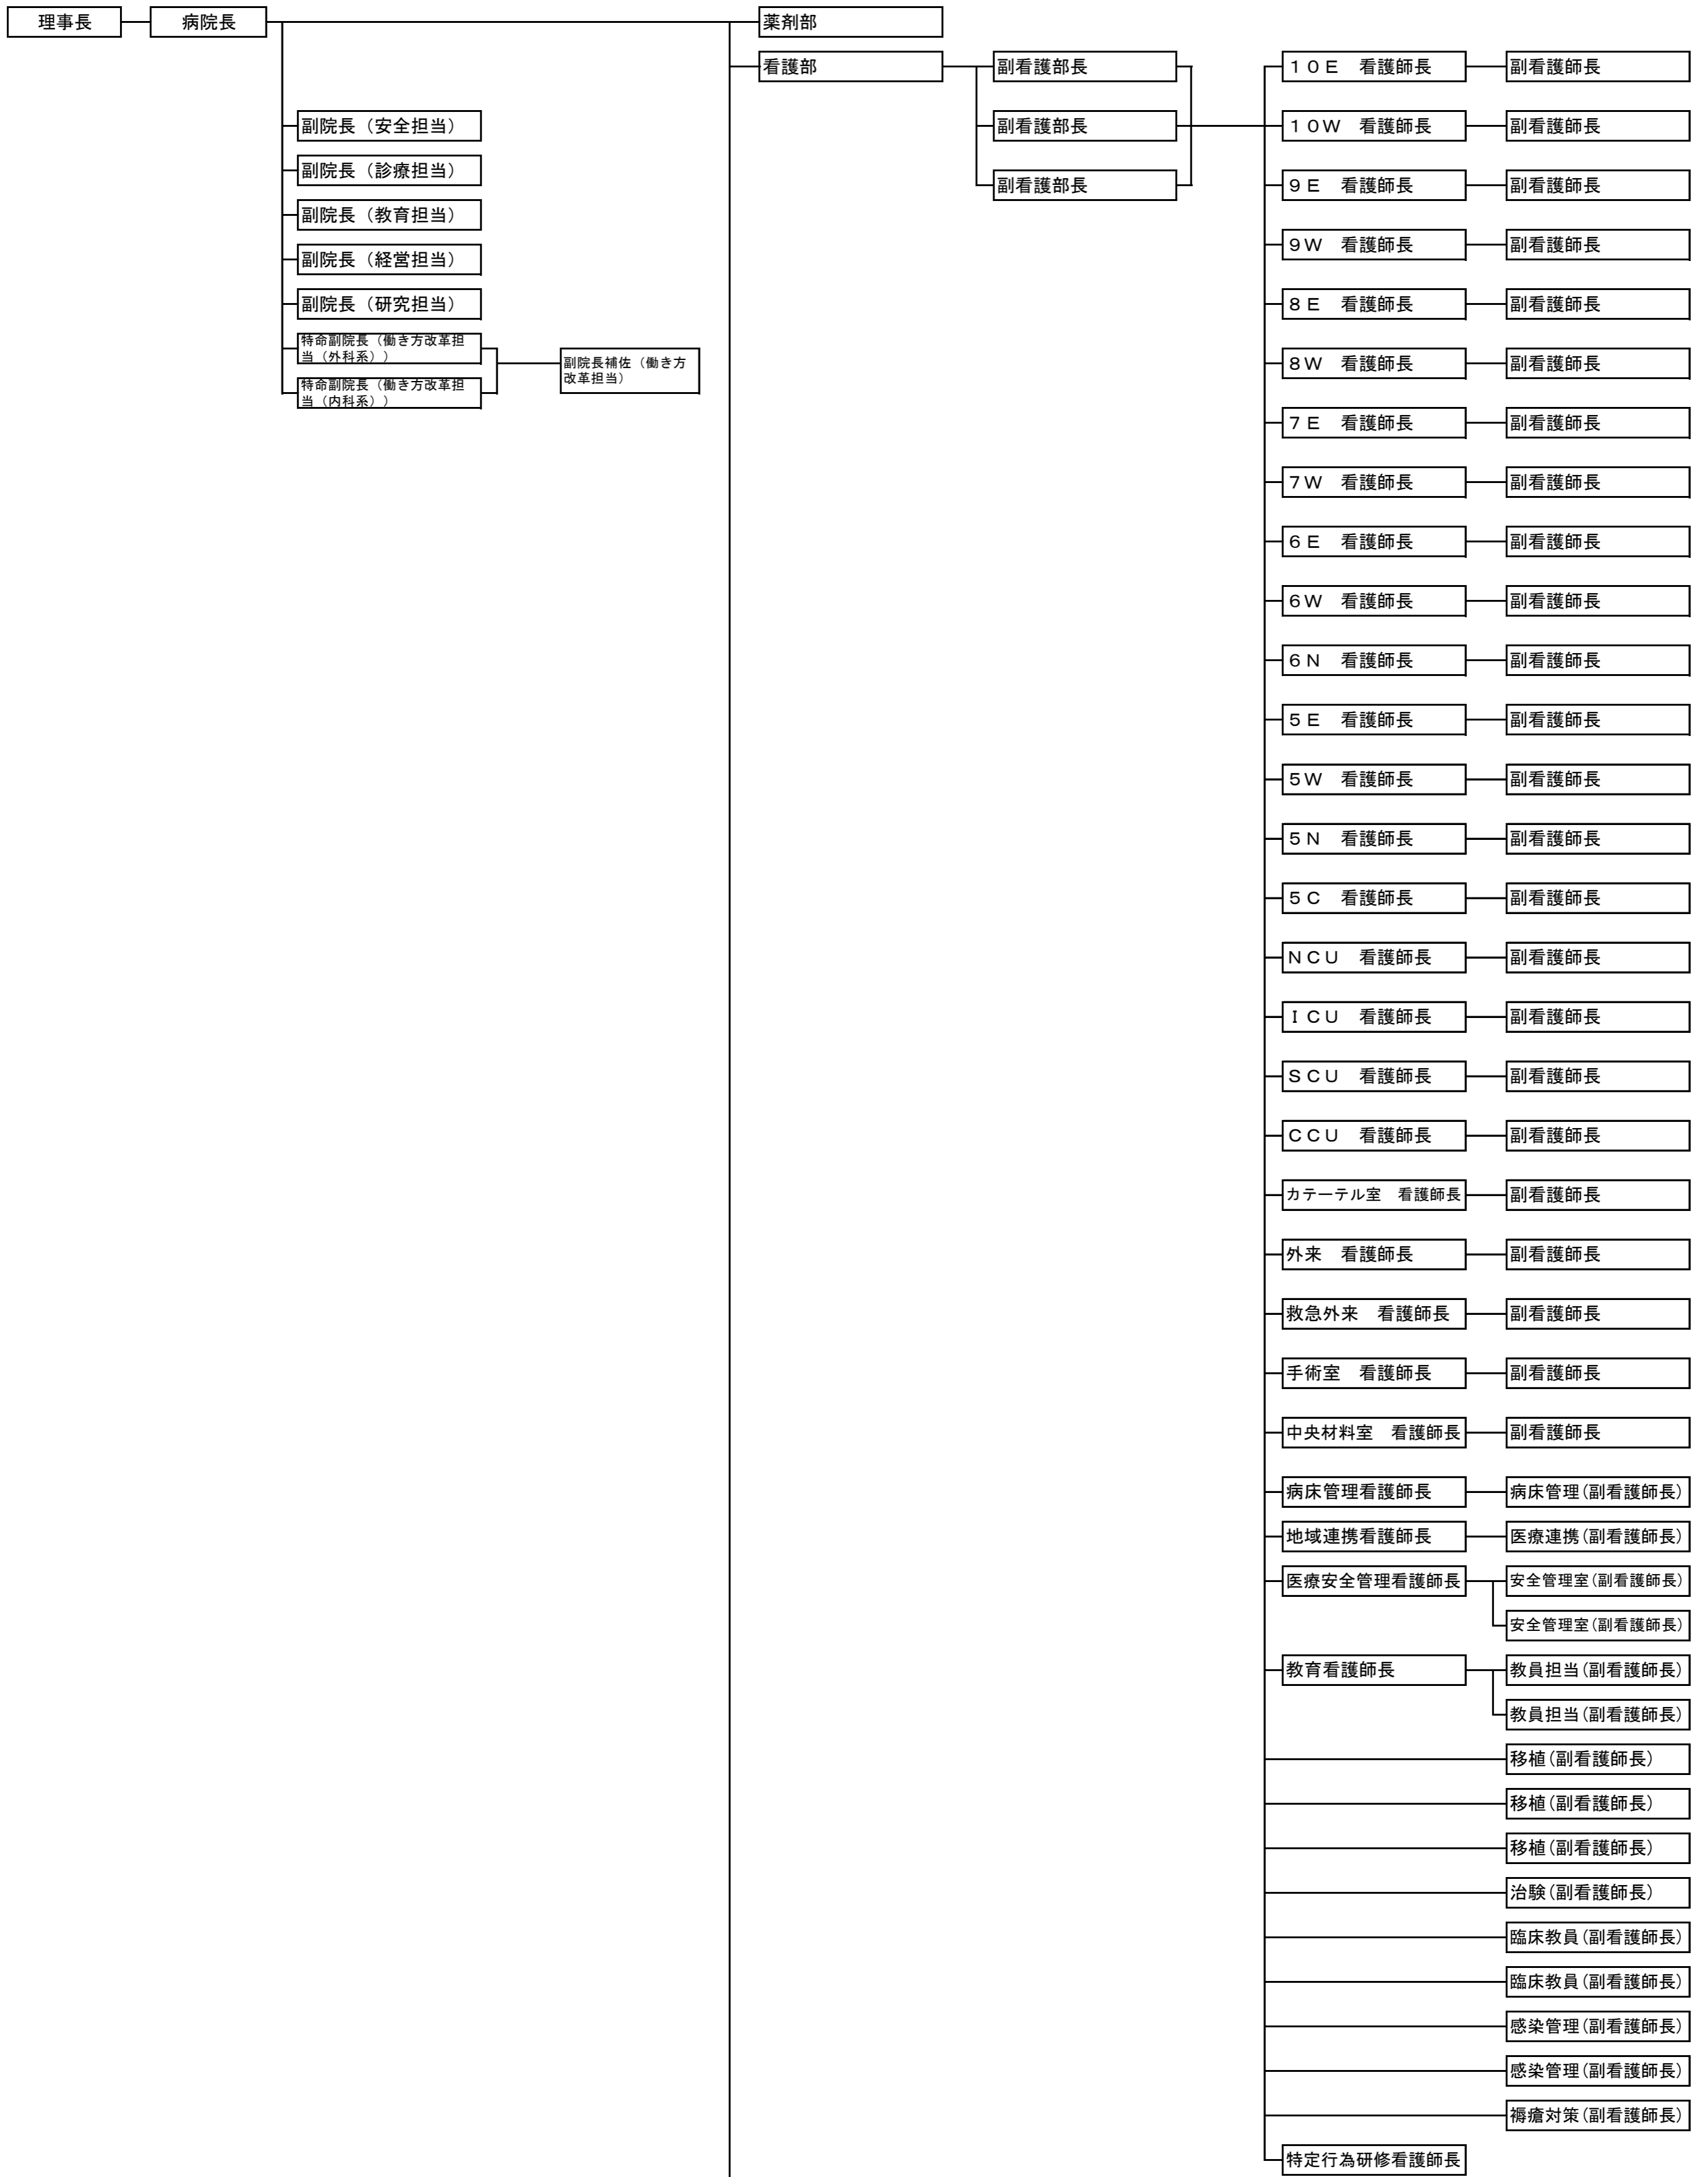 理事長
病院長
薬剤部
看護部
副看護部長
１０Ｅ　看護師長
副看護師長
副院長（安全担当）
副看護部長
１０Ｗ　看護師長
副看護師長
副院長（診療担当）
副看護部長
９Ｅ　看護師長
副看護師長
副院長（教育担当）
９Ｗ　看護師長
副看護師長
副院長（経営担当）
副院長（研究担当）
８Ｅ　看護師長
副看護師長
特命副院長（働き方改革担
当（外科系））
副院長補佐（働き方
改革担当）
８Ｗ　看護師長
副看護師長
特命副院長（働き方改革担
当（内科系））
７Ｅ　看護師長
副看護師長
７Ｗ　看護師長
副看護師長
６Ｅ　看護師長
副看護師長
６Ｗ　看護師長
副看護師長
６Ｎ　看護師長
副看護師長
５Ｅ　看護師長
副看護師長
５Ｗ　看護師長
副看護師長
５Ｎ　看護師長
副看護師長
５Ｃ　看護師長
副看護師長
ＮＣＵ　看護師長
副看護師長
ＩＣＵ　看護師長
副看護師長
ＳＣＵ　看護師長
副看護師長
ＣＣＵ　看護師長
副看護師長
カテーテル室　看護師長
副看護師長
外来　看護師長
副看護師長
救急外来　看護師長
副看護師長
手術室　看護師長
副看護師長
中央材料室　看護師長
副看護師長
病床管理看護師長
病床管理(副看護師長)
地域連携看護師長
医療連携(副看護師長)
医療安全管理看護師長
安全管理室(副看護師長)
安全管理室(副看護師長)
教育看護師長
教員担当(副看護師長)
教員担当(副看護師長)
移植(副看護師長)
移植(副看護師長)
移植(副看護師長)
治験(副看護師長)
臨床教員(副看護師長)
臨床教員(副看護師長)
感染管理(副看護師長)
感染管理(副看護師長)
褥瘡対策(副看護師長)
特定行為研修看護師長